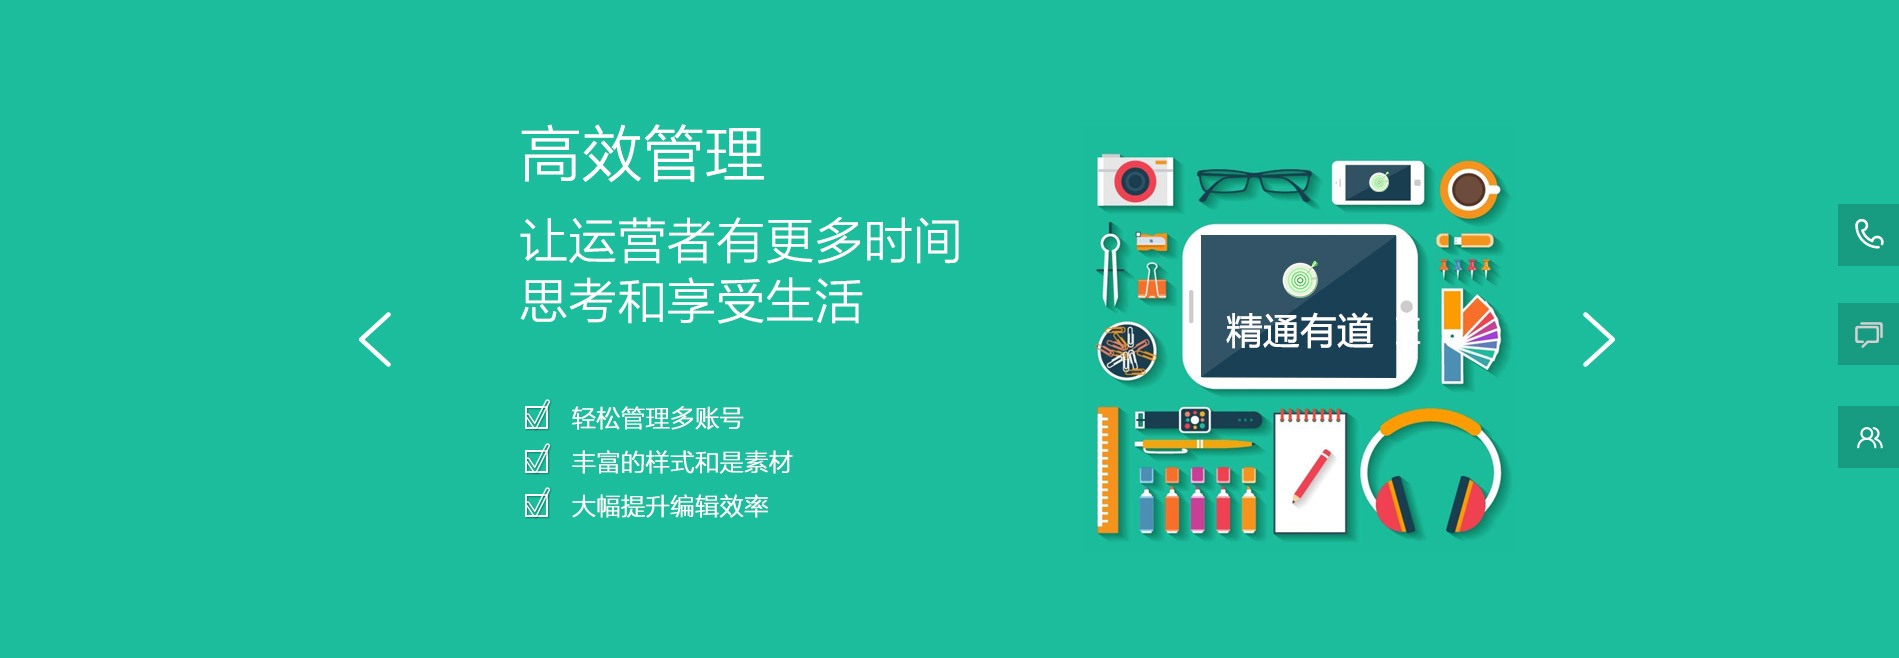 高效管理
让运营者有更多时间
思考和享受生活
轻松管理多账号
丰富的样式和是素材
大幅提升编辑效率
精通有道